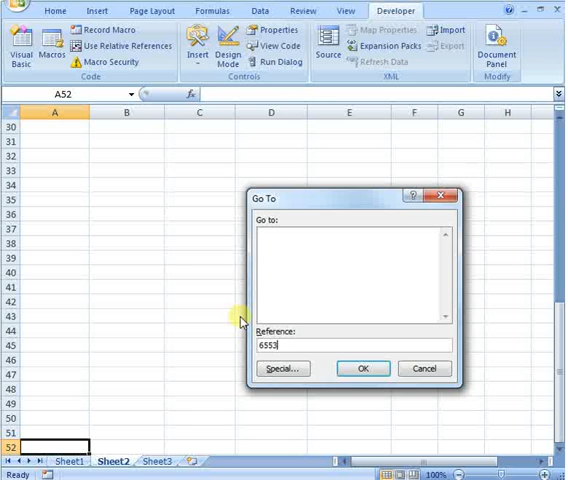 Home Insert Page Layout Formulas Data Review View Developer
Visual Basic
Macros
Record Macro
Use Relative References
Macro Security
Code
Insert
Design Mode
Properties
View Code
Run Dialog
Controls
Source
Map Properties
Expansion Packs
Refresh Data
Import
Export
XML
Document Panel
Modify
A52 fx
A B C D E F G H
30
31
32
33
34
35
36
37
38
39
40
41
42
43
44
45
46
47
48
49
50
51
52
Go To ?
Go to:
Reference:
6553
Special... OK Cancel
Sheet1 Sheet2 Sheet3
Ready 100%